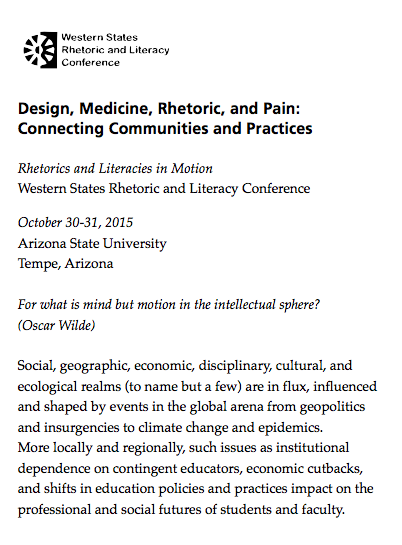 Western States
Rhetoric and Literacy
Conference
Design, Medicine, Rhetoric, and Pain:
Connecting Communities and Practices
Rhetorics and Literacies in Motion
Western States Rhetoric and Literacy Conference
October 30-31, 2015
Arizona State University
Tempe, Arizona
For what is mind but motion in the intellectual sphere?
(Oscar Wilde)
Social, geographic, economic, disciplinary, cultural, and
ecological realms (to name but a few) are in flux, influenced
and shaped by events in the global arena from geopolitics
and insurgencies to climate change and epidemics.
More locally and regionally, such issues as institutional
dependence on contingent educators, economic cutbacks,
and shifts in education policies and practices impact on the
professional and social futures of students and faculty.